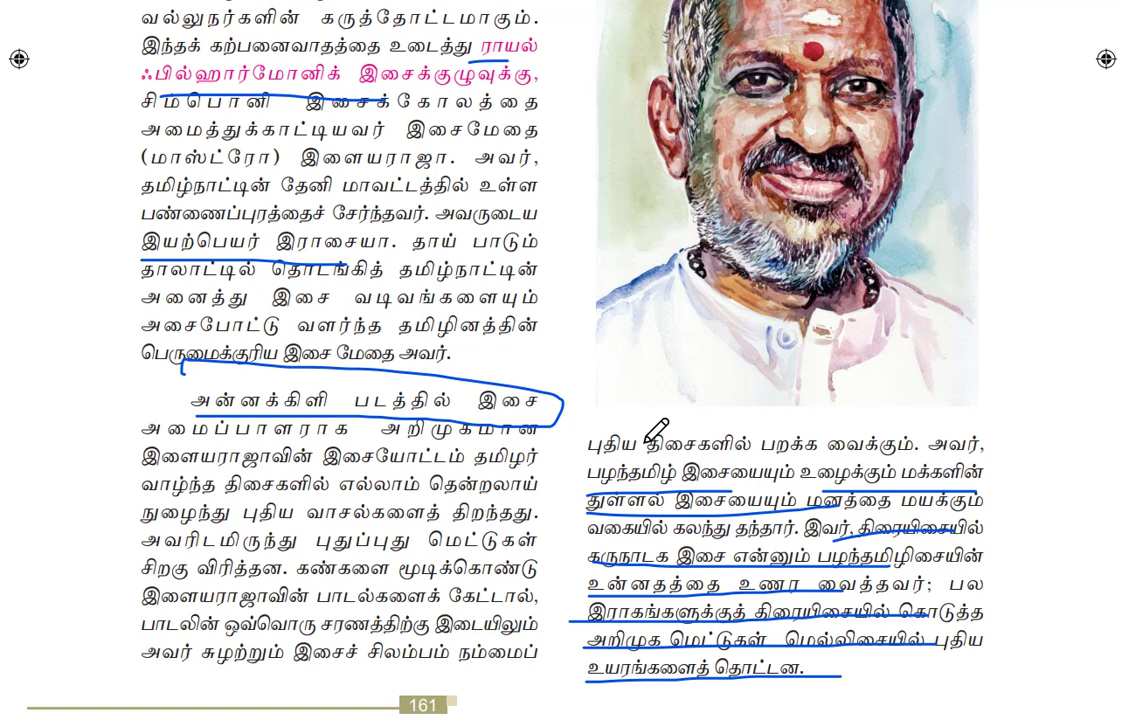 வல்லுநர்களின் கருத்தோட்டமாகும்.
இந்தக் கற்பனைவாதத்தை உடைத்து ராயல்
ஃபில்ஹார்மோனிக் இசைக்குழுவுக்கு,
சிம்பொனி இசைக்கோலத்தை
அமைத்துக்காட்டியவர் இசைமேதை
(மாஸ்ட்ரோ) இளையராஜா. அவர்,
தமிழ்நாட்டின் தேனி மாவட்டத்தில் உள்ள
பண்ணைப்புரத்தைச் சேர்ந்தவர். அவருடைய
இயற்பெயர் இராசையா. தாய் பாடும்
தாலாட்டில் தொடங்கித் தமிழ்நாட்டின்
அனைத்து இசை வடிவங்களையும்
அசைபோட்டு வளர்ந்த தமிழினத்தின்
பெருமைக்குரிய இசை மேதை அவர்.
அன்னக்கிளி படத்தில் இசை
அமைப்பாளராக அறிமுகமான
இளையராஜாவின் இசையோட்டம் தமிழர்
வாழ்ந்த திசைகளில் எல்லாம் தென்றலாய்
நுழைந்து புதிய வாசல்களைத் திறந்தது.
அவரிடமிருந்து புதுப்புது மெட்டுகள்
சிறகு விரித்தன. கண்களை மூடிக்கொண்டு
இளையராஜாவின் பாடல்களைக் கேட்டால்,
பாடலின் ஒவ்வொரு சரணத்திற்கு இடையிலும்
அவர் சுழற்றும் இசைச் சிலம்பம் நம்மைப்
புதிய திசைகளில் பறக்க வைக்கும். அவர்,
பழந்தமிழ் இசையையும் உழைக்கும் மக்களின்
துள்ளல் இசையையும் மனத்தை மயக்கும்
வகையில் கலந்து தந்தார். இவர், திரையிசையில்
கருநாடக இசை என்னும் பழந்தமிழிசையின்
உன்னதத்தை உணர வைத்தவர்; பல
இராகங்களுக்குத் திரையிசையில் கொடுத்த
அறிமுக மெட்டுகள் மெல்லிசையில் புதிய
உயரங்களைத் தொட்டன.
161